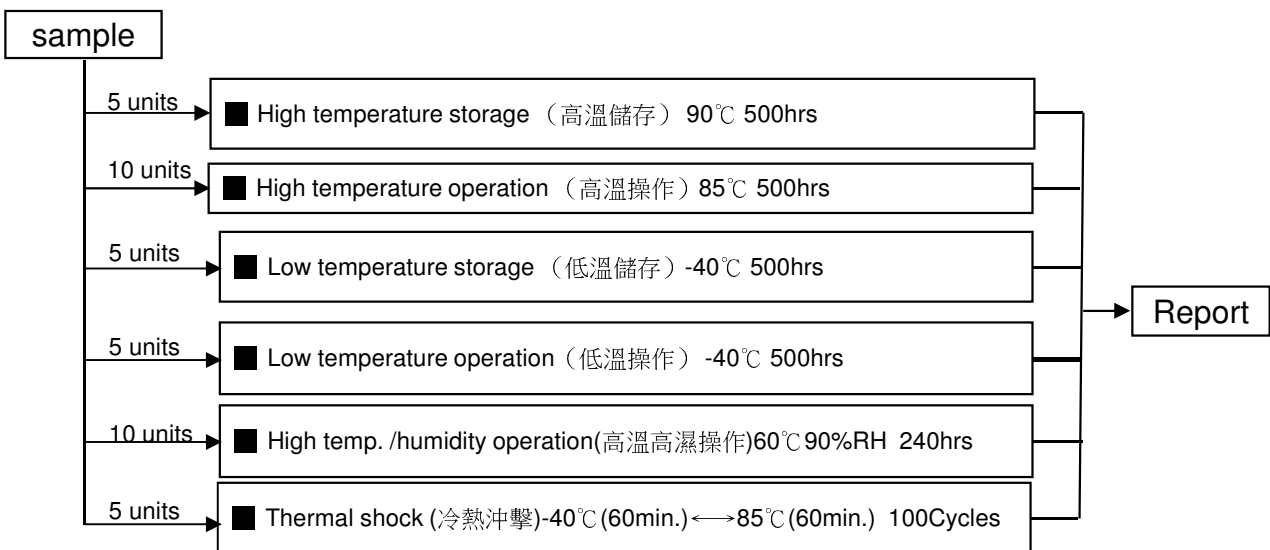 sample
5 units
■ High temperature storage （高溫儲存） 90℃ 500hrs
10 units
■ High temperature operation （高溫操作）85℃ 500hrs
5 units
■ Low temperature storage （低溫儲存）-40℃ 500hrs
5 units
■ Low temperature operation（低溫操作） -40℃ 500hrs
10 units
■ High temp. /humidity operation(高溫高濕操作)60℃ 90%RH 240hrs
5 units
■ Thermal shock (冷熱沖擊)-40℃(60min.)←→85℃(60min.) 100Cycles
Report